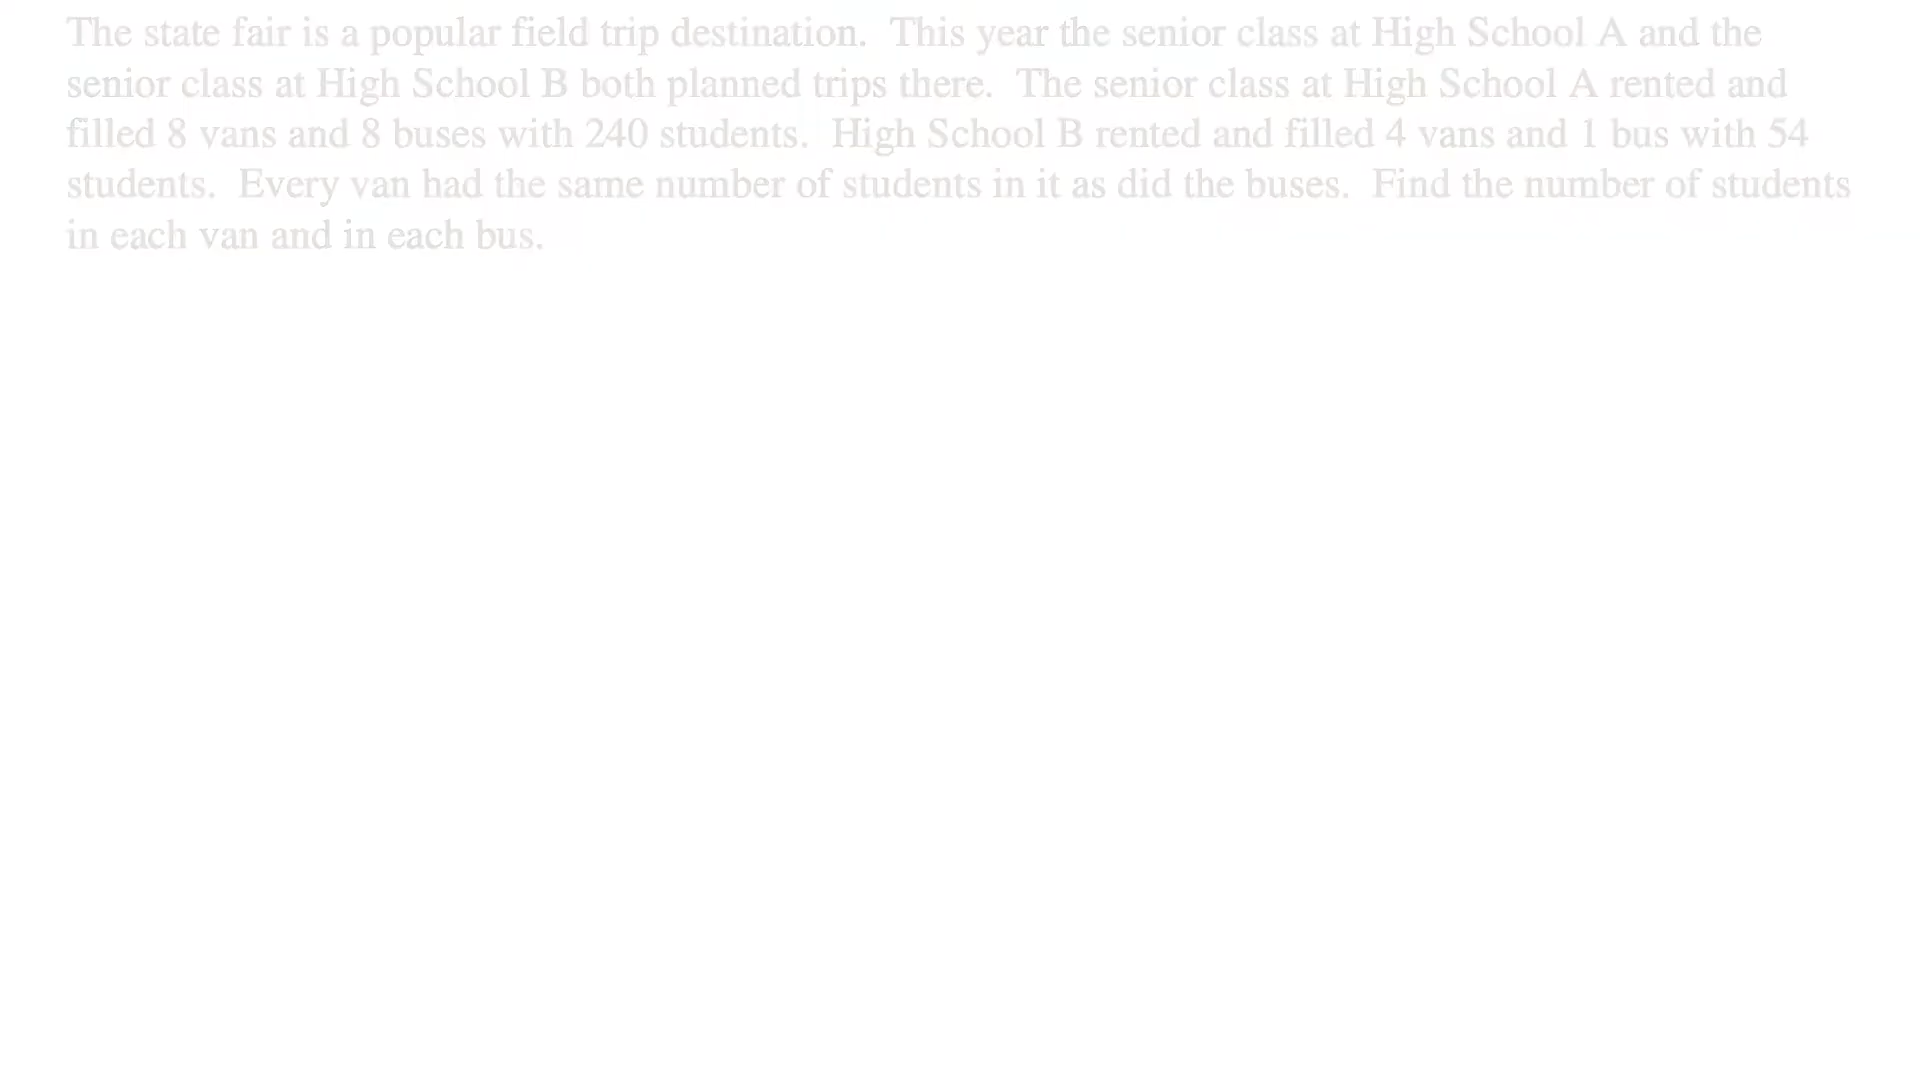 The state fair is a popular field trip destination.  This year the senior class at High School A and the
senior class at High School B both planned trips there.  The senior class at High School A rented and
filled 8 vans and 8 buses with 240 students.  High School B rented and filled 4 vans and 1 bus with 54
students.  Every van had the same number of students in it as did the buses.  Find the number of students
in each van and in each bus.